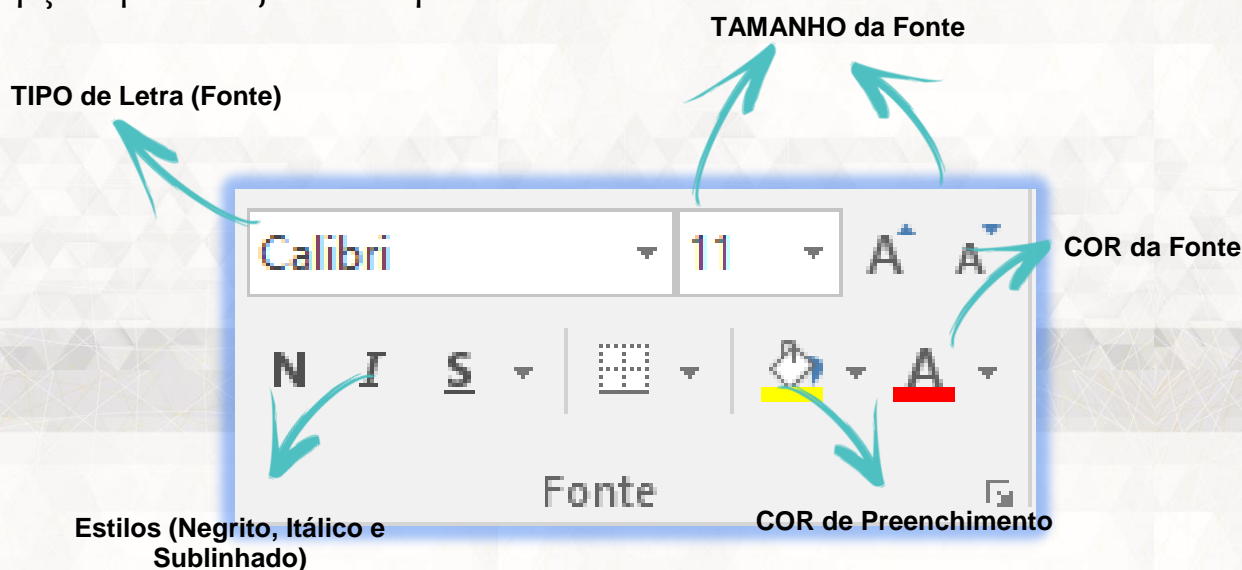 TAMANHO da Fonte
TIPO de Letra (Fonte)
Calibri
11
A A
COR da Fonte
N I S
A
Fonte
COR de Preenchimento
Estilos (Negrito, Itálico e
Sublinhado)